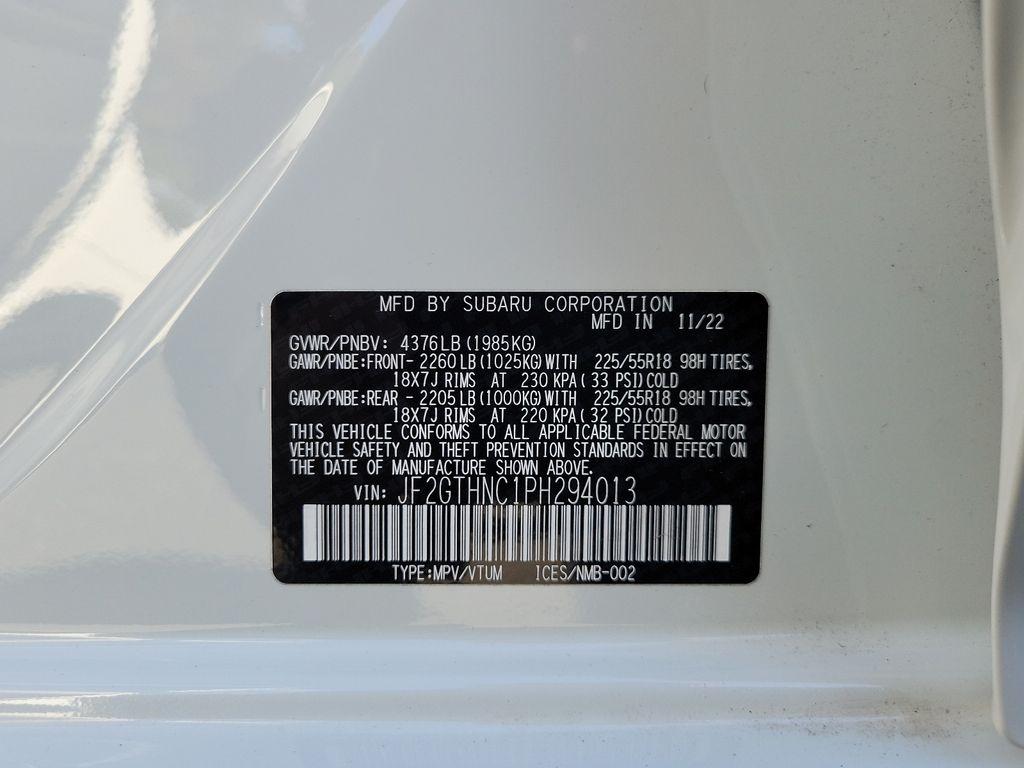 MFD BY SUBARU CORPORATION
MFD IN 11/22
GVWR/PNBV: 4376LB (1985KG)
GAWR/PNBE:FRONT- 2260LB (1025KG) WITH 225/55R18 98H TIRES,
18X7J RIMS AT 230 KPA ( 33 PSI) COLD
GAWR/PNBE:REAR - 2205LB (1000KG) WITH 225/55R18 98H TIRES,
18X7J RIMS AT 220 KPA ( 32 PSI) COLD
THIS VEHICLE CONFORMS TO ALL APPLICABLE FEDERAL MOTOR
VEHICLE SAFETY AND THEFT PREVENTION STANDARDS IN EFFECT ON
THE DATE OF MANUFACTURE SHOWN ABOVE.
VIN: JF2GTHNC1PH294013
TYPE:MPV/VTUM ICES/NMB-002